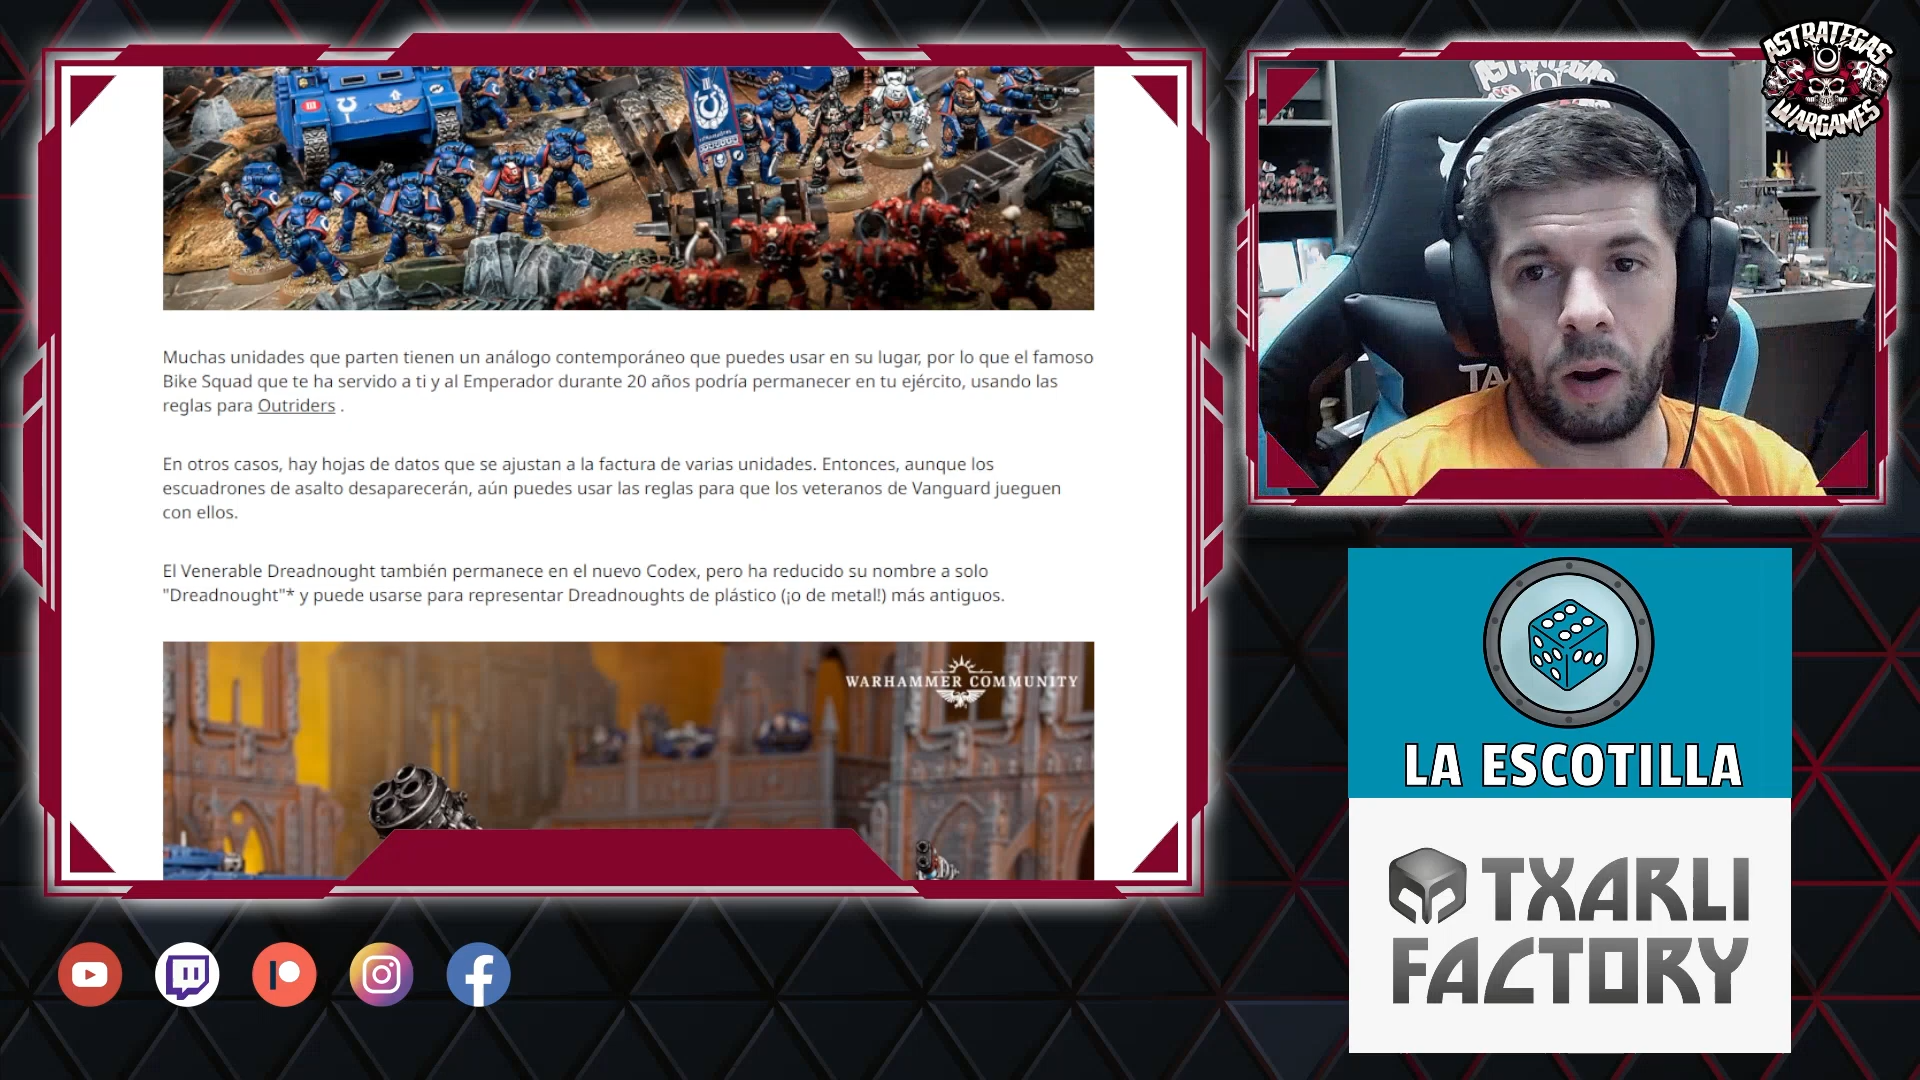 Muchas unidades que parten tienen un análogo contemporáneo que puedes usar en su lugar, por lo que el famoso
Bike Squad que te ha servido a ti y al Emperador durante 20 años podría permanecer en tu ejército, usando las
reglas para Outriders .
En otros casos, hay hojas de datos que se ajustan a la factura de varias unidades. Entonces, aunque los
escuadrones de asalto desaparecerán, aún puedes usar las reglas para que los veteranos de Vanguard jueguen
con ellos.
El Venerable Dreadnought también permanece en el nuevo Codex, pero ha reducido su nombre a solo
"Dreadnought"* y puede usarse para representar Dreadnoughts de plástico (¡o de metal!) más antiguos.
WARHAMMER COMMUNITY
ASTRATEGAS
WARGAMES
TA
LA ESCOTILLA
TXARLI
FACTORY